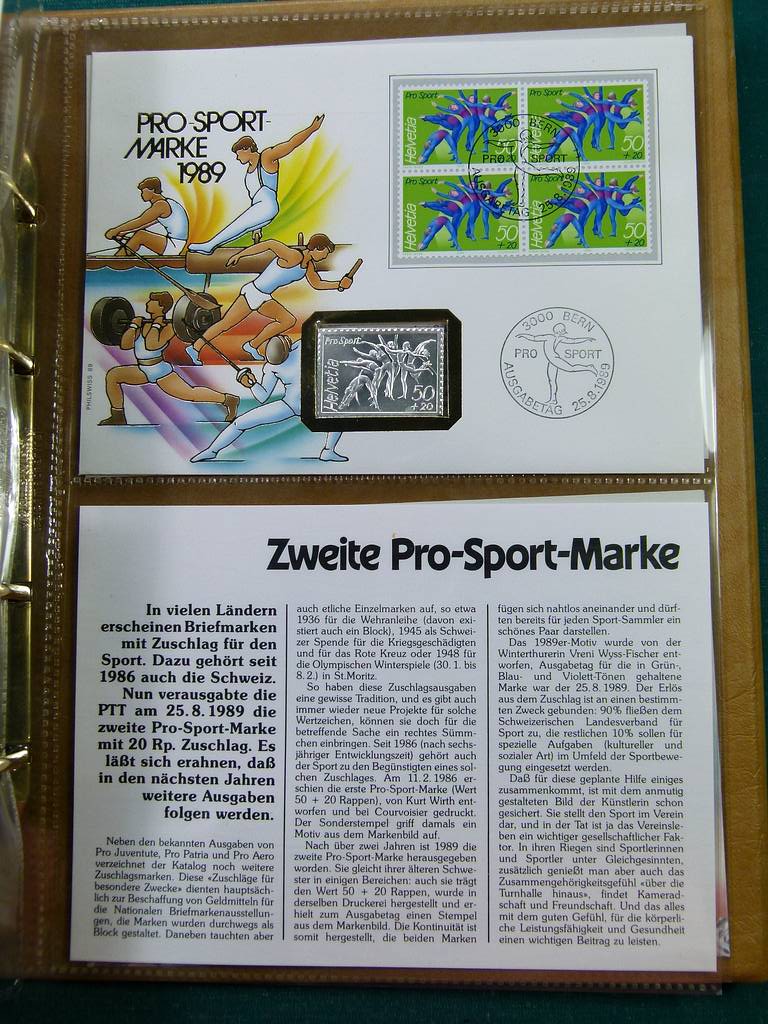 PRO-SPORT-
MARKE
1989
Pro Sport
Helvetia
50
+20
Pro Sport
Helvetia
50
+20
Pro Sport
Helvetia
50
+20
Pro Sport
Helvetia
50
+20
3000 BERN
PRO SPORT
AUSGABETAG 25.8.1989
Pro Sport
Helvetia
50
+20
3000 BERN
PRO SPORT
AUSGABETAG 25.8.1989
PHILSWISS 89
Zweite Pro-Sport-Marke
In vielen Ländern
erscheinen Briefmarken
mit Zuschlag für den
Sport. Dazu gehört seit
1986 auch die Schweiz.
Nun verausgabte die
PTT am 25.8.1989 die
zweite Pro-Sport-Marke
mit 20 Rp. Zuschlag. Es
läßt sich erahnen, daß
in den nächsten Jahren
weitere Ausgaben
folgen werden.
Neben den bekannten Ausgaben von
Pro Juventute, Pro Patria und Pro Aero
verzeichnet der Katalog noch weitere
Zuschlagsmarken. Diese «Zuschläge für
besondere Zwecke» dienten hauptsäch-
lich zur Beschaffung von Geldmitteln für
die Nationalen Briefmarkenausstellun-
gen, die Marken wurden durchwegs als
Block gestaltet. Daneben tauchten aber
auch etliche Einzelmarken auf, so etwa
1936 für die Wehranleihe (davon exi-
stiert auch ein Block), 1945 als Schwei-
zer Spende für die Kriegsgeschädigten
und für das Rote Kreuz oder 1948 für
die Olympischen Winterspiele (30. 1. bis
8. 2.) in St. Moritz.
So haben diese Zuschlagsausgaben
eine gewisse Tradition, und es gibt auch
immer wieder neue Projekte für solche
Wertzeichen, können sie doch für die
betreffende Sache ein rechtes Sümm-
chen einbringen. Seit 1986 (nach sechs-
jähriger Entwicklungszeit) gehört auch
der Sport zu den Begünstigten eines sol-
chen Zuschlages. Am 11. 2. 1986 er-
schien die erste Pro-Sport-Marke (Wert
50 + 20 Rappen), von Kurt Wirth ent-
worfen und bei Courvoisier gedruckt.
Der Sonderstempel griff damals ein
Motiv aus dem Markenbild auf.
Nach über zwei Jahren ist 1989 die
zweite Pro-Sport-Marke herausgegeben
worden. Sie gleicht ihrer älteren Schwe-
ster in einigen Bereichen: auch sie trägt
den Wert 50 + 20 Rappen, wurde in
derselben Druckerei hergestellt und er-
hielt zum Ausgabetag einen Stempel
aus dem Markenbild. Die Kontinuität ist
somit hergestellt, die beiden Marken
fügen sich nahtlos aneinander und dürf-
ten bereits für jeden Sport-Sammler ein
schönes Paar darstellen.
Das 1989er-Motiv wurde von der
Winterthurerin Vreni Wyss-Fischer ent-
worfen, Ausgabetag für die in Grün-,
Blau- und Violett-Tönen gehaltene
Marke war der 25. 8. 1989. Der Erlös
aus dem Zuschlag ist an einen bestimm-
ten Zweck gebunden: 90% fließen dem
Schweizerischen Landesverband für
Sport zu, die restlichen 10% sollen für
spezielle Aufgaben (kultureller und
sozialer Art) im Umfeld der Sportbewe-
gung eingesetzt werden.
Daß für diese geplante Hilfe einiges
zusammenkommt, ist mit dem anmutig
gestalteten Bild der Künstlerin schon
gesichert. Sie stellt den Sport im Verein
dar, und in der Tat ist ja das Vereinsle-
ben ein wichtiger gesellschaftlicher Fak-
tor. In ihren Riegen sind Sportlerinnen
und Sportler unter Gleichgesinnten,
zusätzlich genießt man aber auch das
Zusammengehörigkeitsgefühl «über die
Turnhalle hinaus», findet Kamerad-
schaft und Freundschaft. Und das alles
mit dem guten Gefühl, für die körperli-
che Leistungsfähigkeit und Gesundheit
einen wichtigen Beitrag zu leisten.